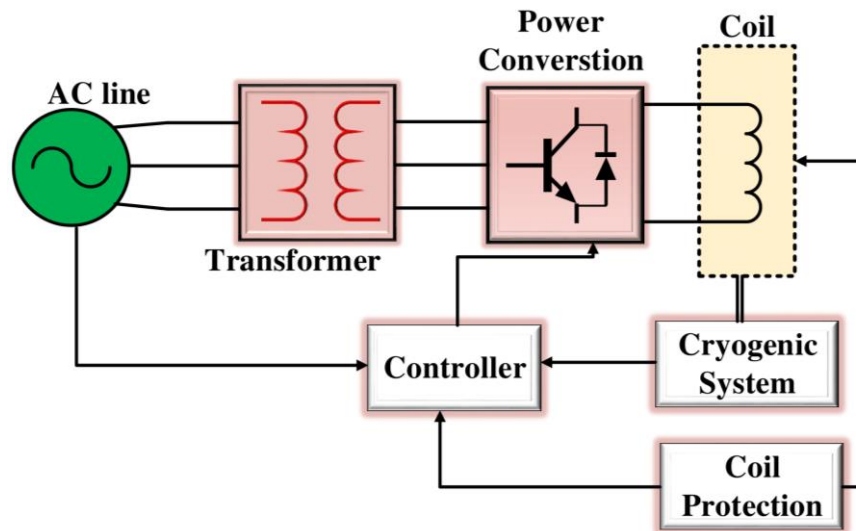 AC line
Transformer
Power
Converstion
Coil
Controller
Cryogenic
System
Coil
Protection